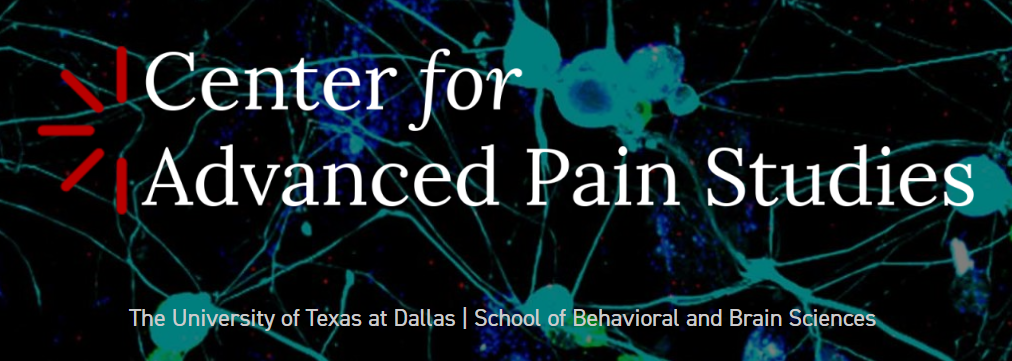 Center for
Advanced Pain Studies
The University of Texas at Dallas | School of Behavioral and Brain Sciences